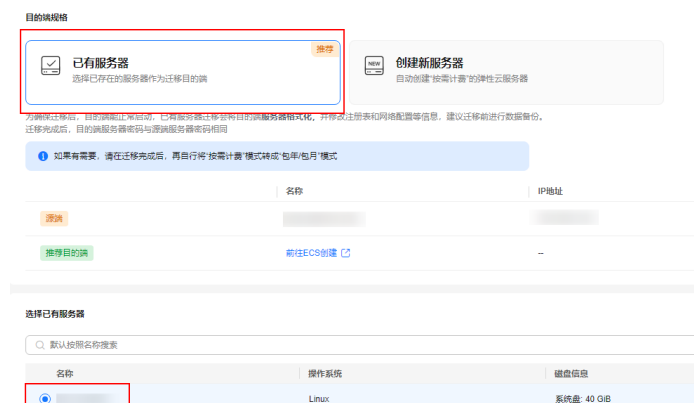 目的端规格
推荐
已有服务器
选择已存在的服务器作为迁移目的端
NEW
创建新服务器
自动创建“按需计费”的弹性云服务器
为确保迁移后，目的端能正常启动，已有服务器迁移会将目的端服务器格式化，并修改注册表和网络配置等信息，建议迁移前进行数据备份。
迁移完成后，目的端服务器密码与源端服务器密码相同
如果有需要，请在迁移完成后，再自行将“按需计费”模式转成“包年/包月”模式
名称 IP地址
源端
推荐目的端 前往ECS创建 --
选择已有服务器
默认按照名称搜索
名称 操作系统 磁盘信息
Linux 系统盘: 40 GiB